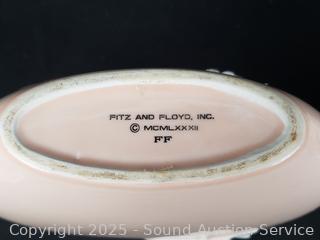 FITZ AND FLOYD, INC.
© MCMLXXXII
FF
Copyright 2025 - Sound Auction Service